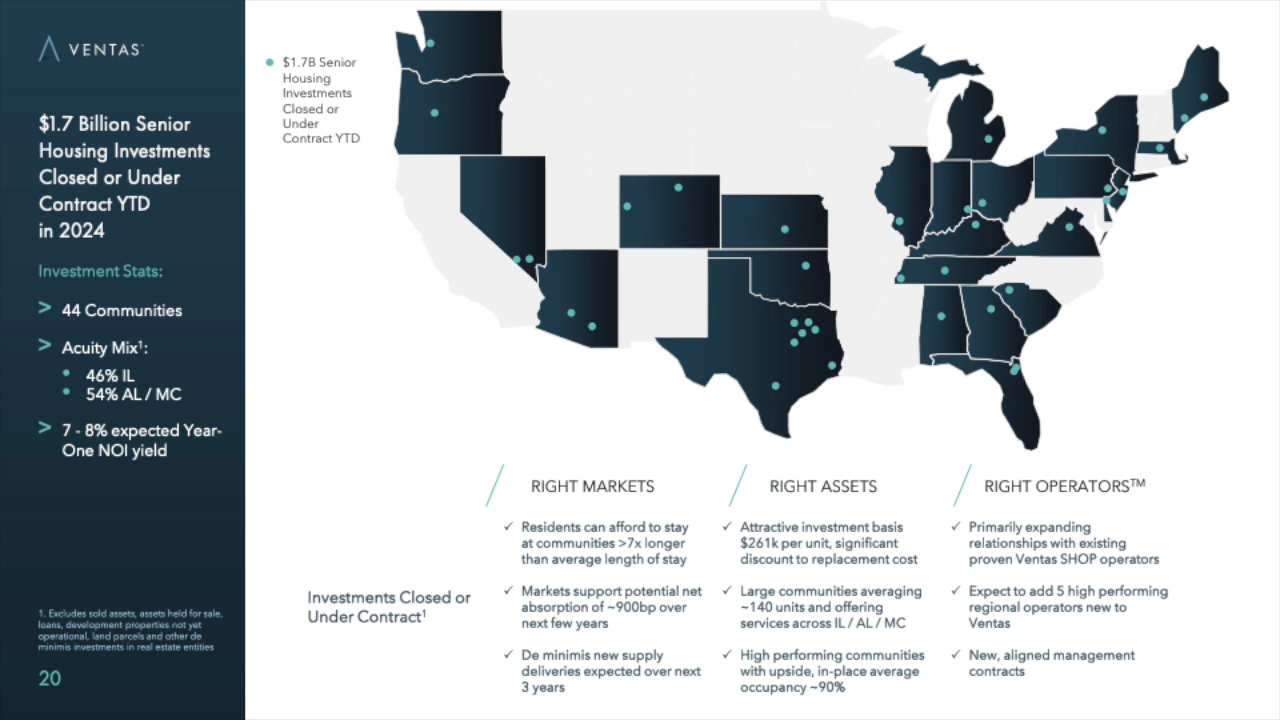 VENTAS
$1.7 Billion Senior
Housing Investments
Closed or Under
Contract YTD
in 2024
Investment Stats:
> 44 Communities
> Acuity Mix¹:
• 46% IL
• 54% AL / MC
> 7 - 8% expected Year-
One NOI yield
1. Excludes sold assets, assets held for sale,
loans, development properties not yet
operational, land parcels and other de
minimis investments in real estate entities
20
• $1.7B Senior
Housing
Investments
Closed or
Under
Contract YTD
Investments Closed or
Under Contract¹
RIGHT MARKETS
✓ Residents can afford to stay
at communities >7x longer
than average length of stay
✓ Markets support potential net
absorption of ~900bp over
next few years
✓ De minimis new supply
deliveries expected over next
3 years
RIGHT ASSETS
✓ Attractive investment basis
$261k per unit, significant
discount to replacement cost
✓ Large communities averaging
~140 units and offering
services across IL / AL / MC
✓ High performing communities
with upside, in-place average
occupancy ~90%
RIGHT OPERATORS™
✓ Primarily expanding
relationships with existing
proven Ventas SHOP operators
✓ Expect to add 5 high performing
regional operators new to
Ventas
✓ New, aligned management
contracts